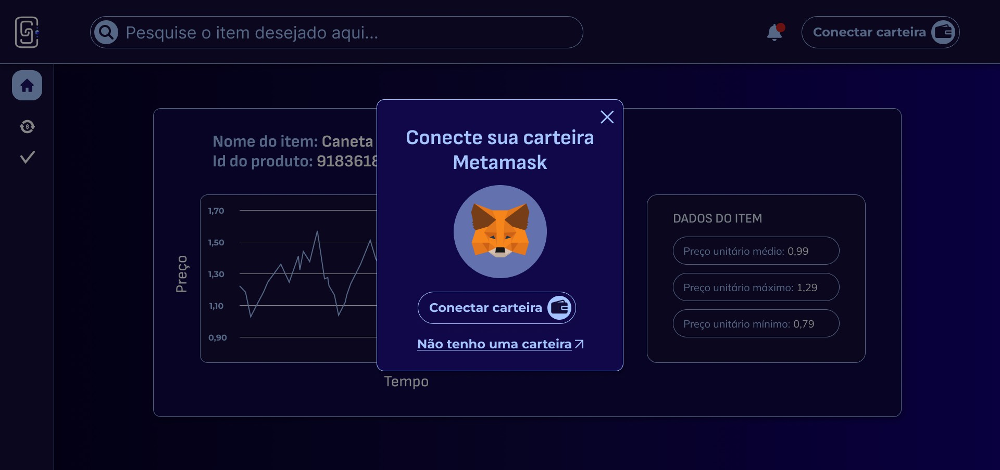 Pesquise o item desejado aqui...
Conectar carteira
Nome do item: Caneta
Id do produto: 918361
Conecte sua carteira
Metamask
Conectar carteira
Não tenho uma carteira
Preço
1,70
1,50
1,30
1,10
0,90
Tempo
DADOS DO ITEM
Preço unitário médio: 0,99
Preço unitário máximo: 1,29
Preço unitário mínimo: 0,79